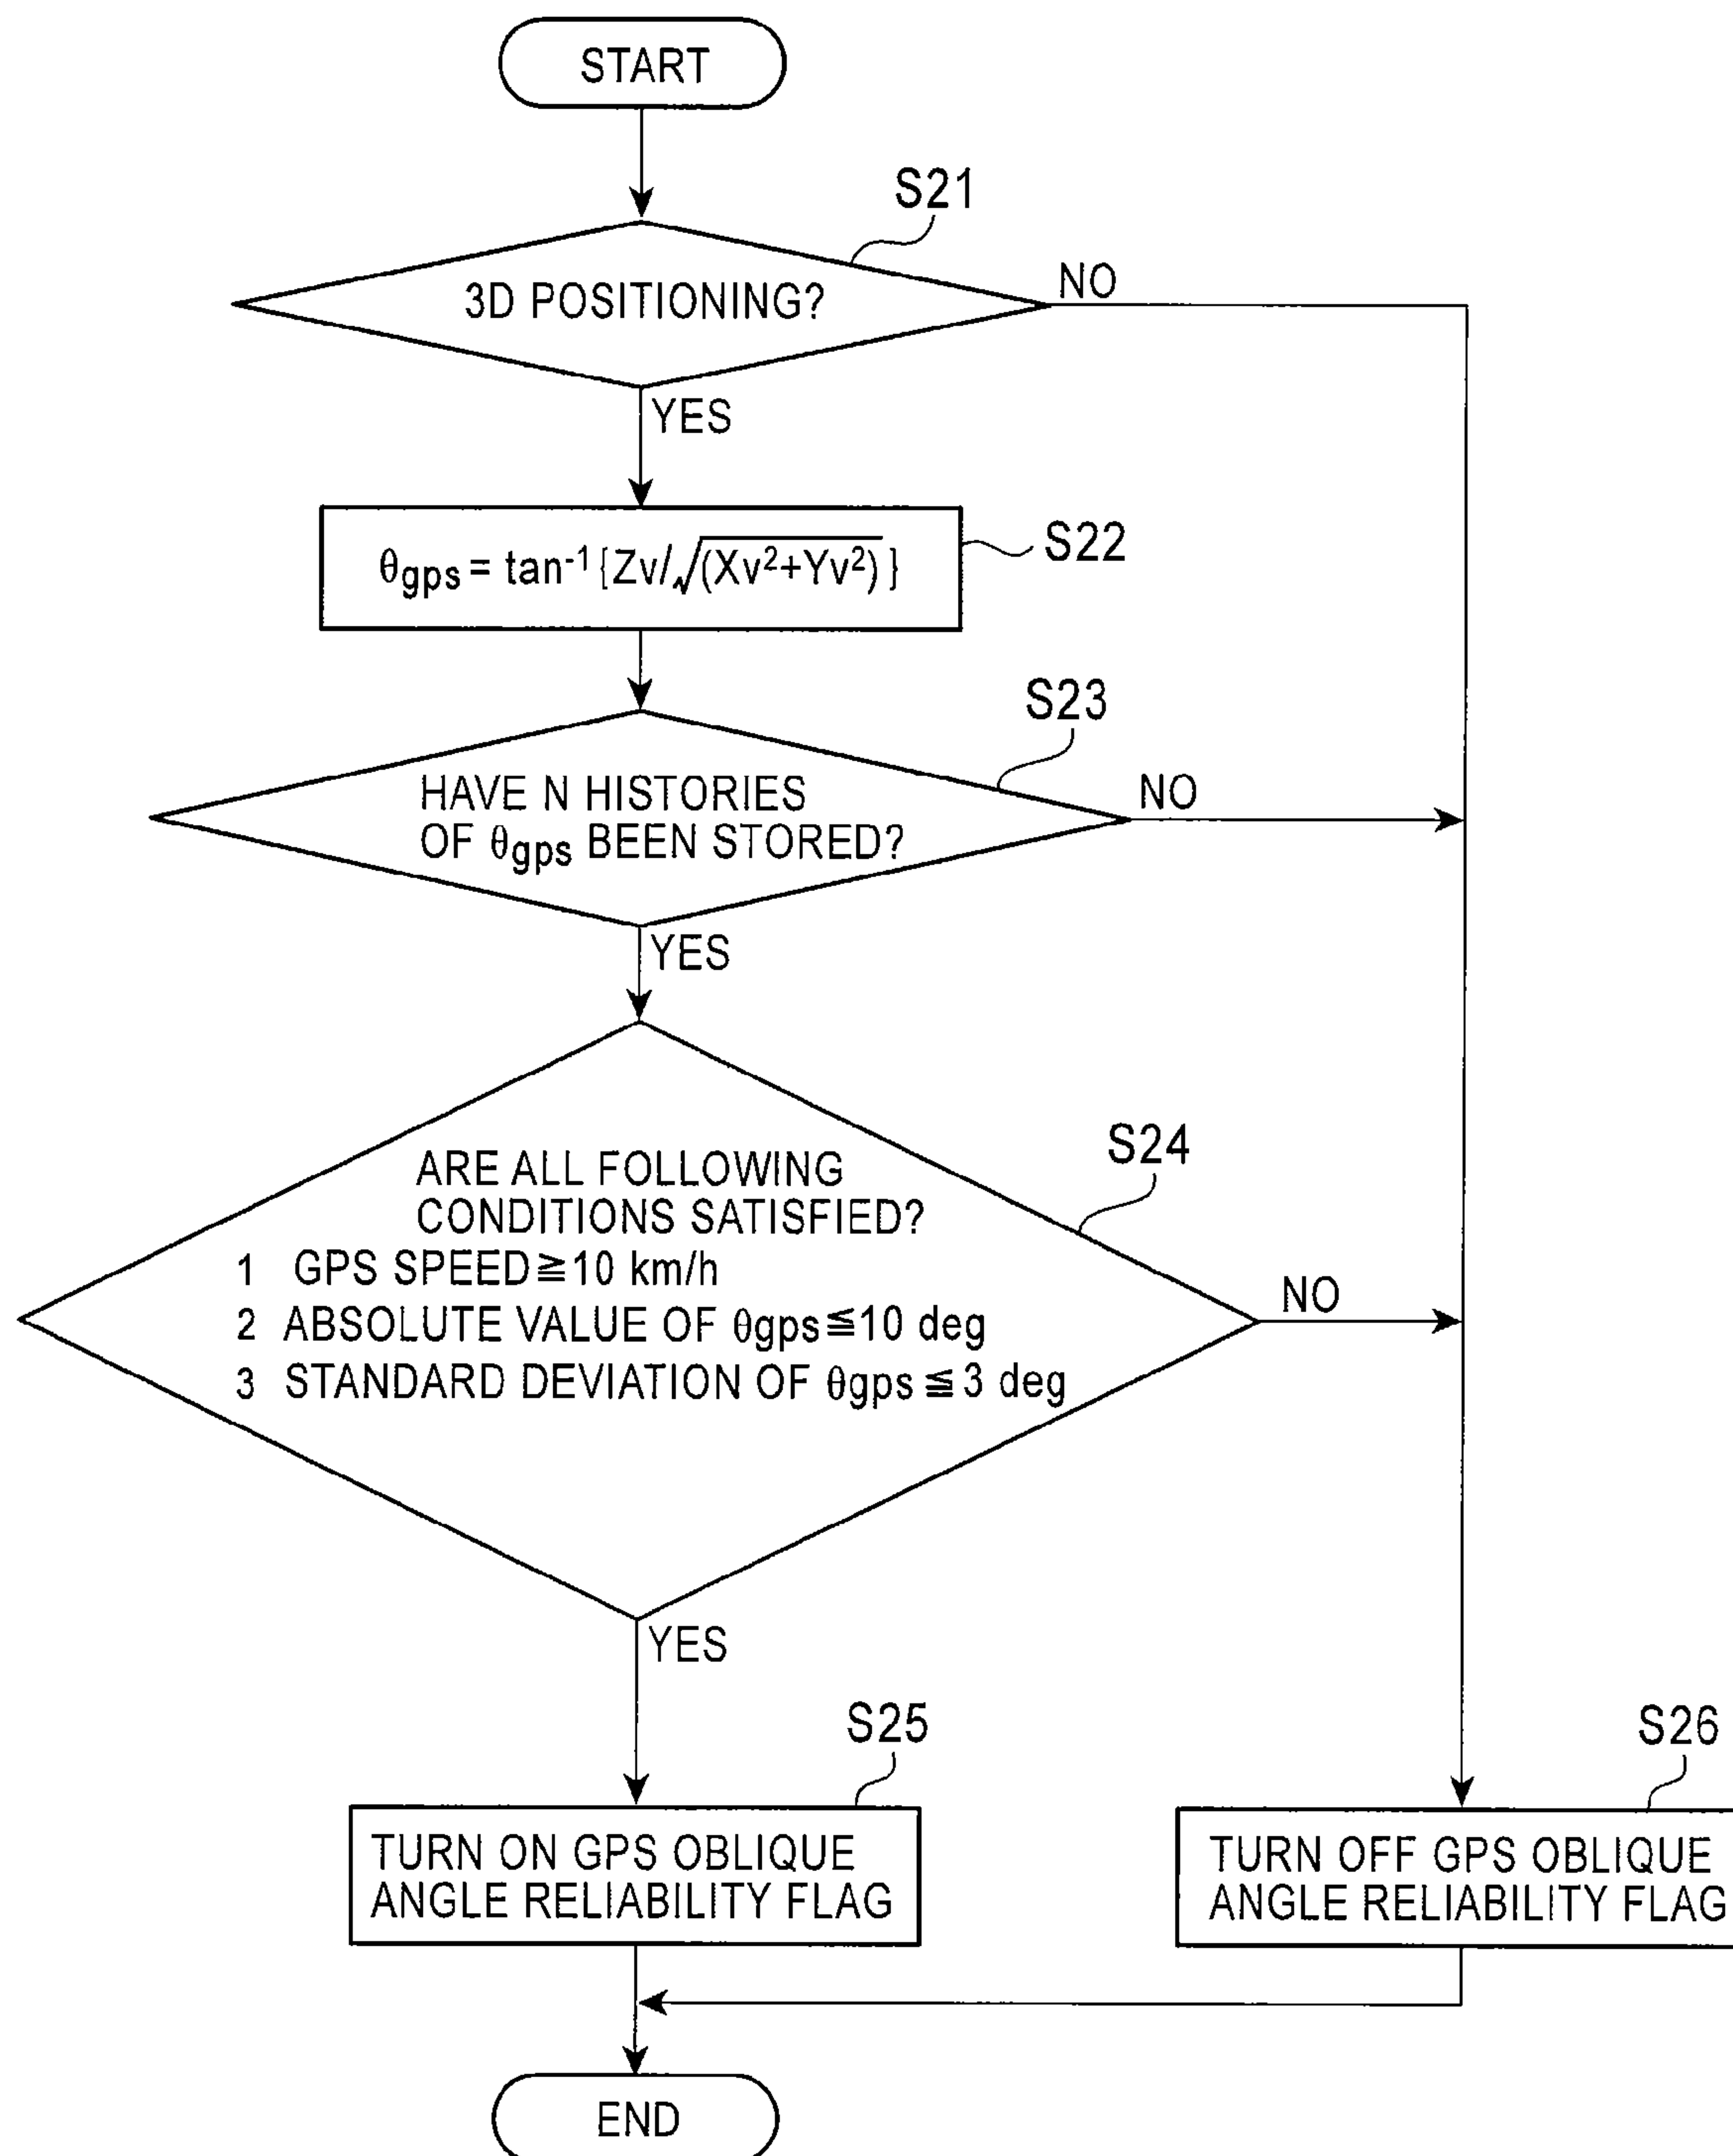 START
S21
3D POSITIONING?
NO
YES
θgps = tan⁻¹ {Zv/√(Xv²+Yv²) }
S22
S23
HAVE N HISTORIES
OF θgps BEEN STORED?
NO
YES
S24
ARE ALL FOLLOWING
CONDITIONS SATISFIED?
1 GPS SPEED≧10 km/h
2 ABSOLUTE VALUE OF θgps≦10 deg
3 STANDARD DEVIATION OF θgps≦3 deg
NO
YES
S25
S26
TURN ON GPS OBLIQUE
ANGLE RELIABILITY FLAG
TURN OFF GPS OBLIQUE
ANGLE RELIABILITY FLAG
END